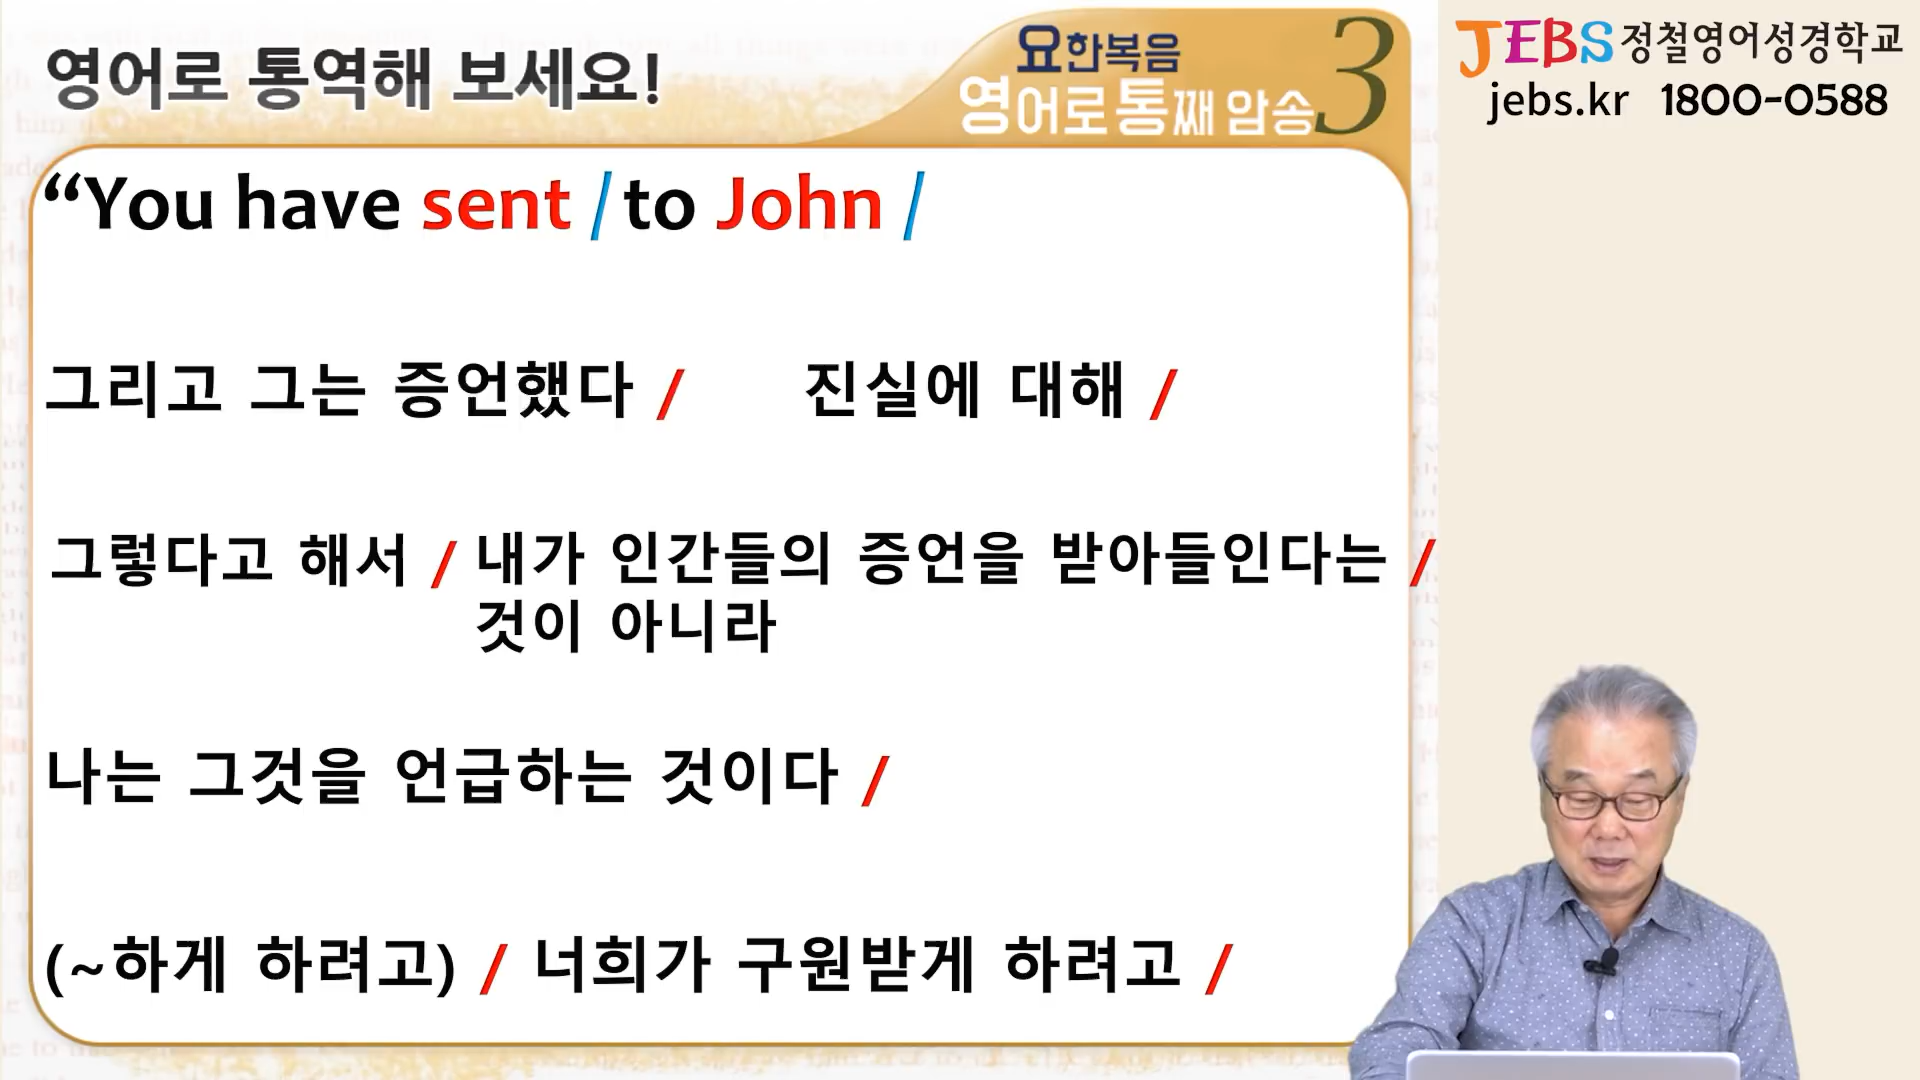 영어로 통역해 보세요!
요한복음
영어로 통째 암송 3
JEBS 정철영어성경학교
jebs.kr 1800-0588
“You have sent / to John /
그리고 그는 증언했다 / 진실에 대해 /
그렇다고 해서 / 내가 인간들의 증언을 받아들인다는 /
것이 아니라
나는 그것을 언급하는 것이다 /
(~하게 하려고) / 너희가 구원받게 하려고 /